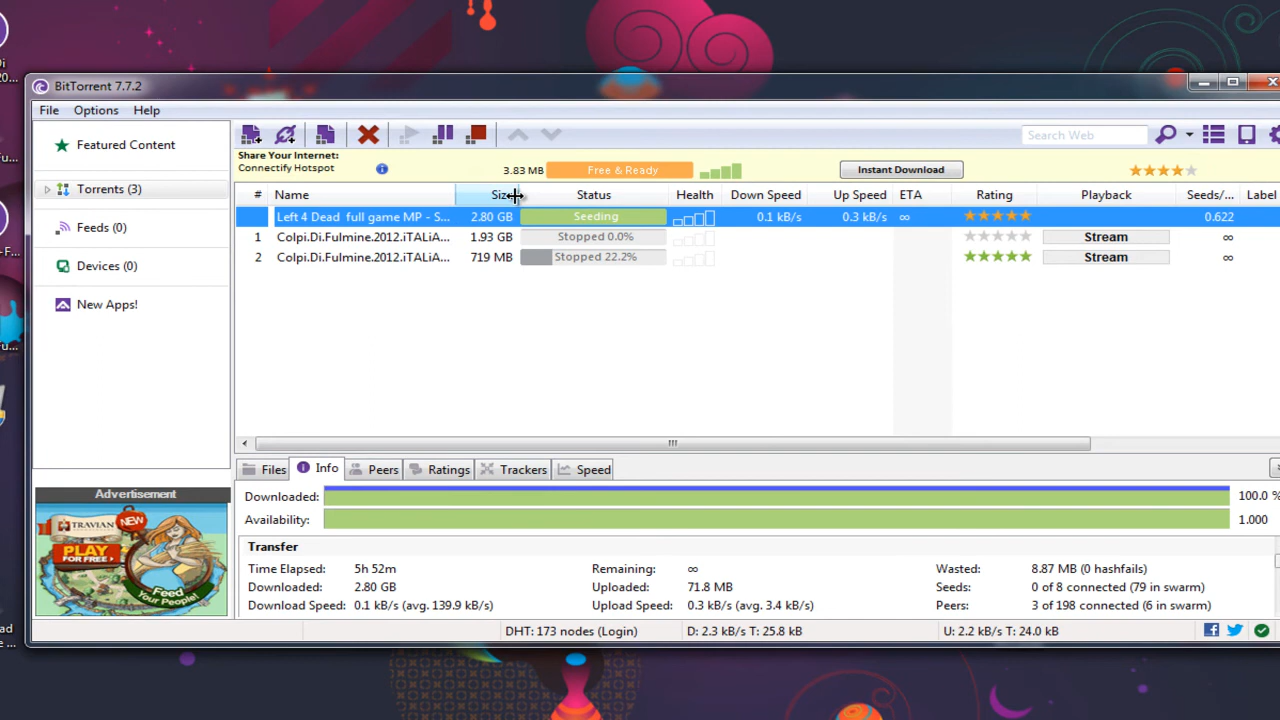 Di
20...
BitTorrent 7.7.2
File Options Help
Search Web
Featured Content
Torrents (3)
Feeds (0)
Devices (0)
New Apps!
Share Your Internet:
Connectify Hotspot 3.83 MB Free & Ready Instant Download
# Name Size Status Health Down Speed Up Speed ETA Rating Playback Seeds/... Label
Left 4 Dead full game MP - S... 2.80 GB Seeding 0.1 kB/s 0.3 kB/s ∞ 0.622
1 Colpi.Di.Fulmine.2012.iTALiA... 1.93 GB Stopped 0.0% Stream ∞
2 Colpi.Di.Fulmine.2012.iTALiA... 719 MB Stopped 22.2% Stream ∞
Files Info Peers Ratings Trackers Speed
Downloaded: 100.0 %
Availability: 1.000
Transfer
Time Elapsed: 5h 52m Remaining: ∞ Wasted: 8.87 MB (0 hashfails)
Downloaded: 2.80 GB Uploaded: 71.8 MB Seeds: 0 of 8 connected (79 in swarm)
Download Speed: 0.1 kB/s (avg. 139.9 kB/s) Upload Speed: 0.3 kB/s (avg. 3.4 kB/s) Peers: 3 of 198 connected (6 in swarm)
Advertisement
TRAVIAN NEW
PLAY
FOR FREE
Feed
Your People!
DHT: 173 nodes (Login) D: 2.3 kB/s T: 25.8 kB U: 2.2 kB/s T: 24.0 kB